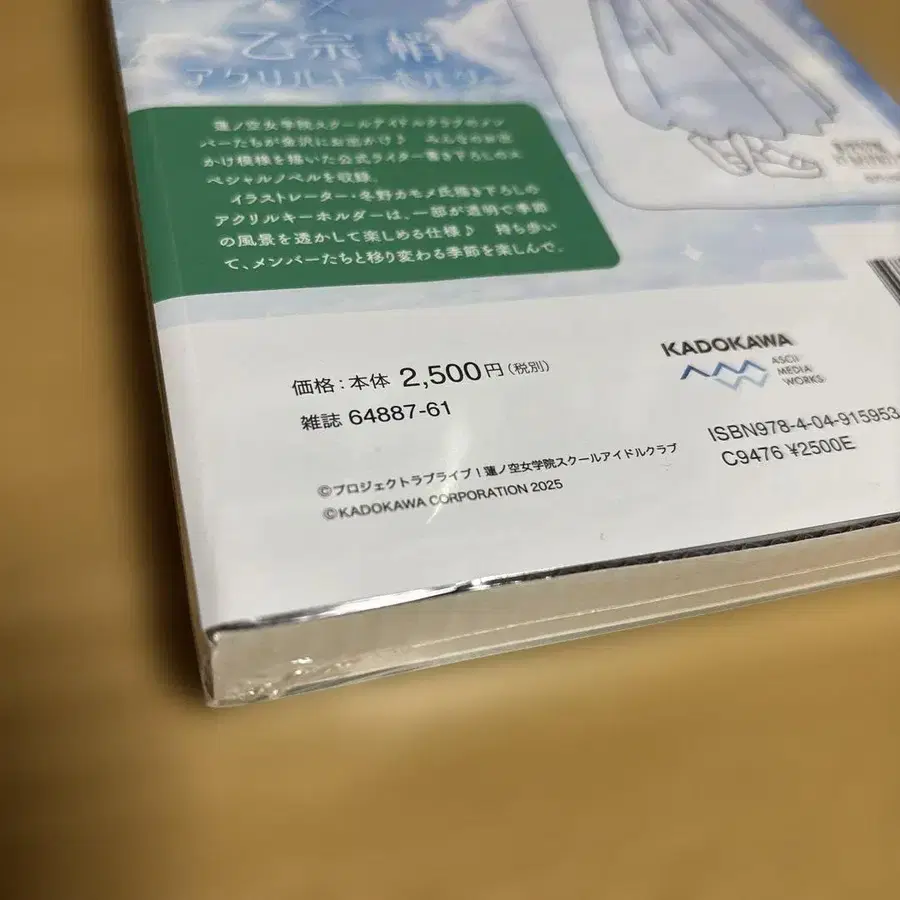 ×
乙宗 梢
アクリルキーホルダー
蓮ノ空女学院スクールアイドルクラブのメン
バーたちが金沢にお出かけ♪ みんなのお出
かけ模様を描いた公式ライター書き下ろしのス
ペシャルノベルを収録。
イラストレーター・冬野カモメ氏描き下ろしの
アクリルキーホルダーは、一部が透明で季節
の風景を透かして楽しめる仕様♪ 持ち歩い
て、メンバーたちと移り変わる季節を楽しんで。
価格：本体 2,500円（税別）
雑誌 64887-61
KADOKAWA
ASCII
MEDIA
WORKS
ISBN978-4-04-915953
C9476 ¥2500E
©プロジェクトラブライブ！蓮ノ空女学院スクールアイドルクラブ
©KADOKAWA CORPORATION 2025